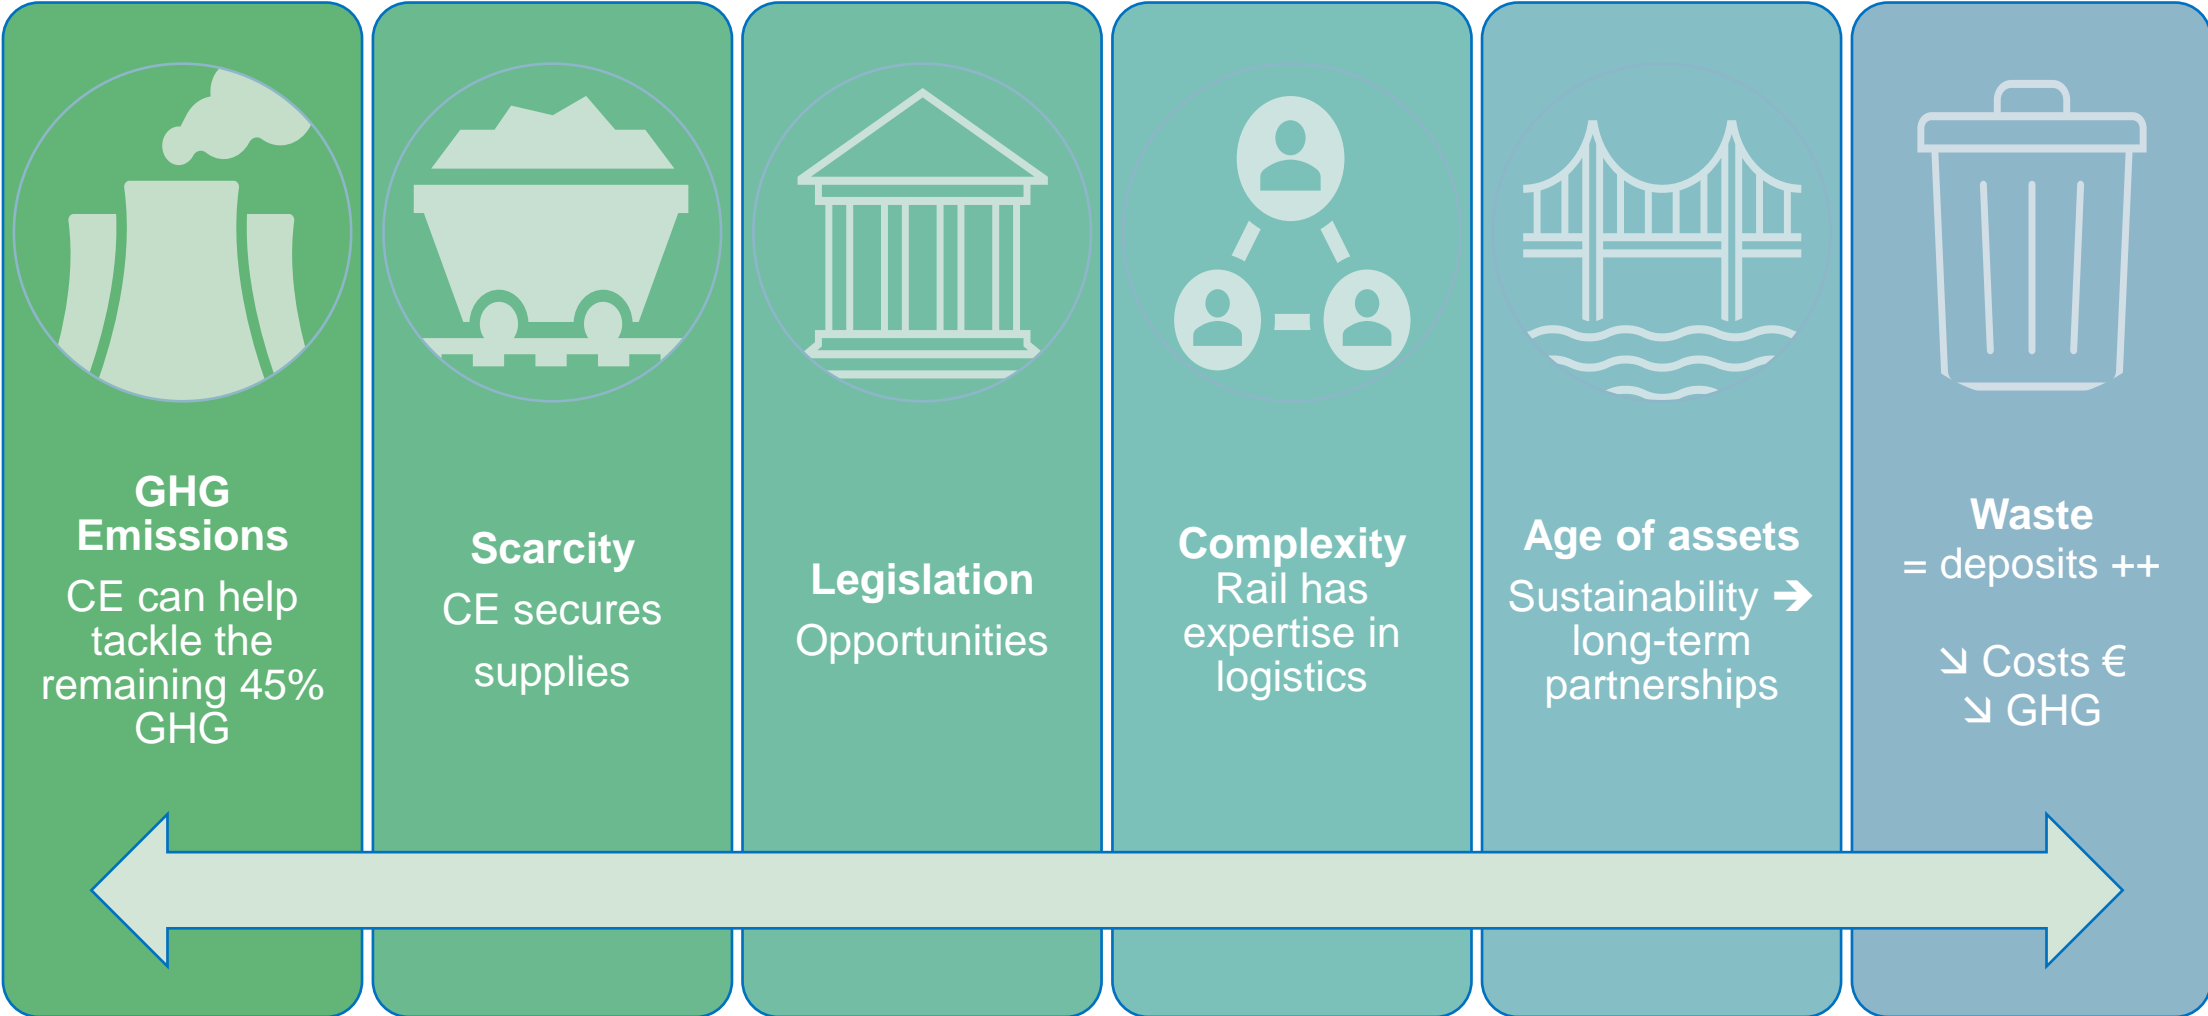 GHG
Emissions
CE can help
tackle the
remaining 45%
GHG
Scarcity
CE secures
supplies
Legislation
Opportunities
Complexity
Rail has
expertise in
logistics
Age of assets
Sustainability ➔
long-term
partnerships
Waste
= deposits ++
↘ Costs €
↘ GHG